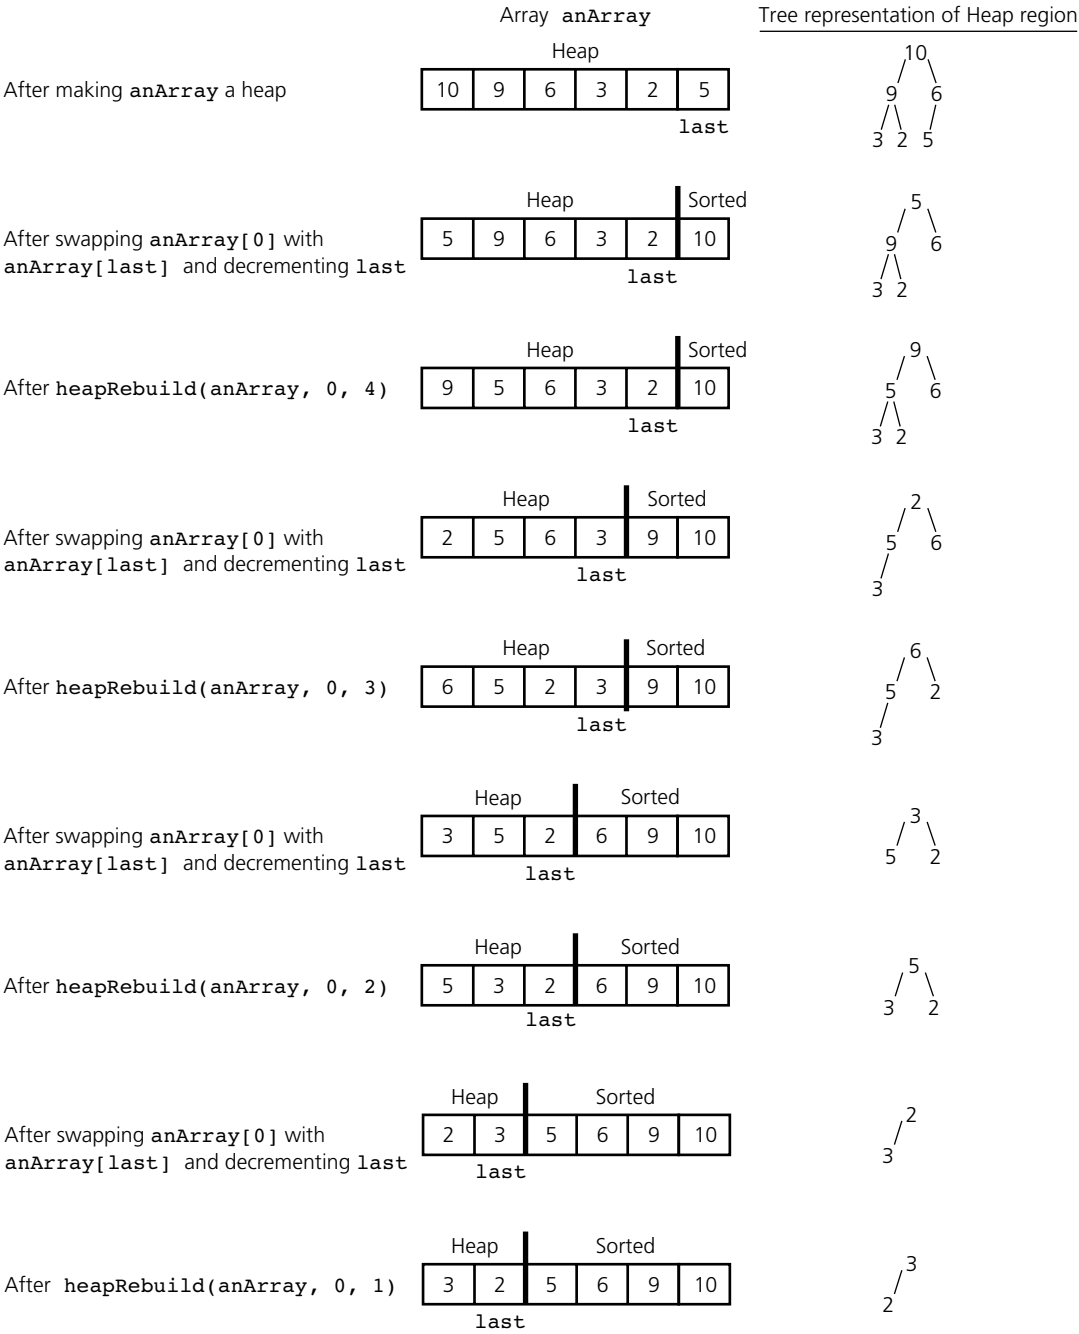 Array anArray
Tree representation of Heap region
Heap
After making anArray a heap
10 9 6 3 2 5
last
10
9 6
3 2 5
Heap Sorted
After swapping anArray[0] with
anArray[last] and decrementing last
5 9 6 3 2 10
last
5
9 6
3 2
Heap Sorted
After heapRebuild(anArray, 0, 4)
9 5 6 3 2 10
last
9
5 6
3 2
Heap Sorted
After swapping anArray[0] with
anArray[last] and decrementing last
2 5 6 3 9 10
last
2
5 6
3
Heap Sorted
After heapRebuild(anArray, 0, 3)
6 5 2 3 9 10
last
6
5 2
3
Heap Sorted
After swapping anArray[0] with
anArray[last] and decrementing last
3 5 2 6 9 10
last
3
5 2
Heap Sorted
After heapRebuild(anArray, 0, 2)
5 3 2 6 9 10
last
5
3 2
Heap Sorted
After swapping anArray[0] with
anArray[last] and decrementing last
2 3 5 6 9 10
last
2
3
Heap Sorted
After heapRebuild(anArray, 0, 1)
3 2 5 6 9 10
last
3
2